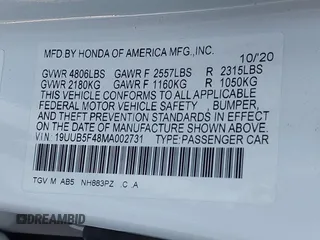 MFD.BY HONDA OF AMERICA MFG.,INC. 10/20
GVWR 4806LBS GAWR F 2557LBS R 2315LBS
GVWR 2180KG GAWR F 1160KG R 1050KG
THIS VEHICLE CONFORMS TO ALL APPLICABLE
FEDERAL MOTOR VEHICLE SAFETY , BUMPER,
AND THEFT PREVENTION STANDARDS IN EFFECT ON
THE DATE OF MANUFACTURE SHOWN ABOVE.
V.I.N: 19UUB5F48MA002731 TYPE:PASSENGER CAR
TGV M AB5 NH883PZ .C .A
DREAMBID